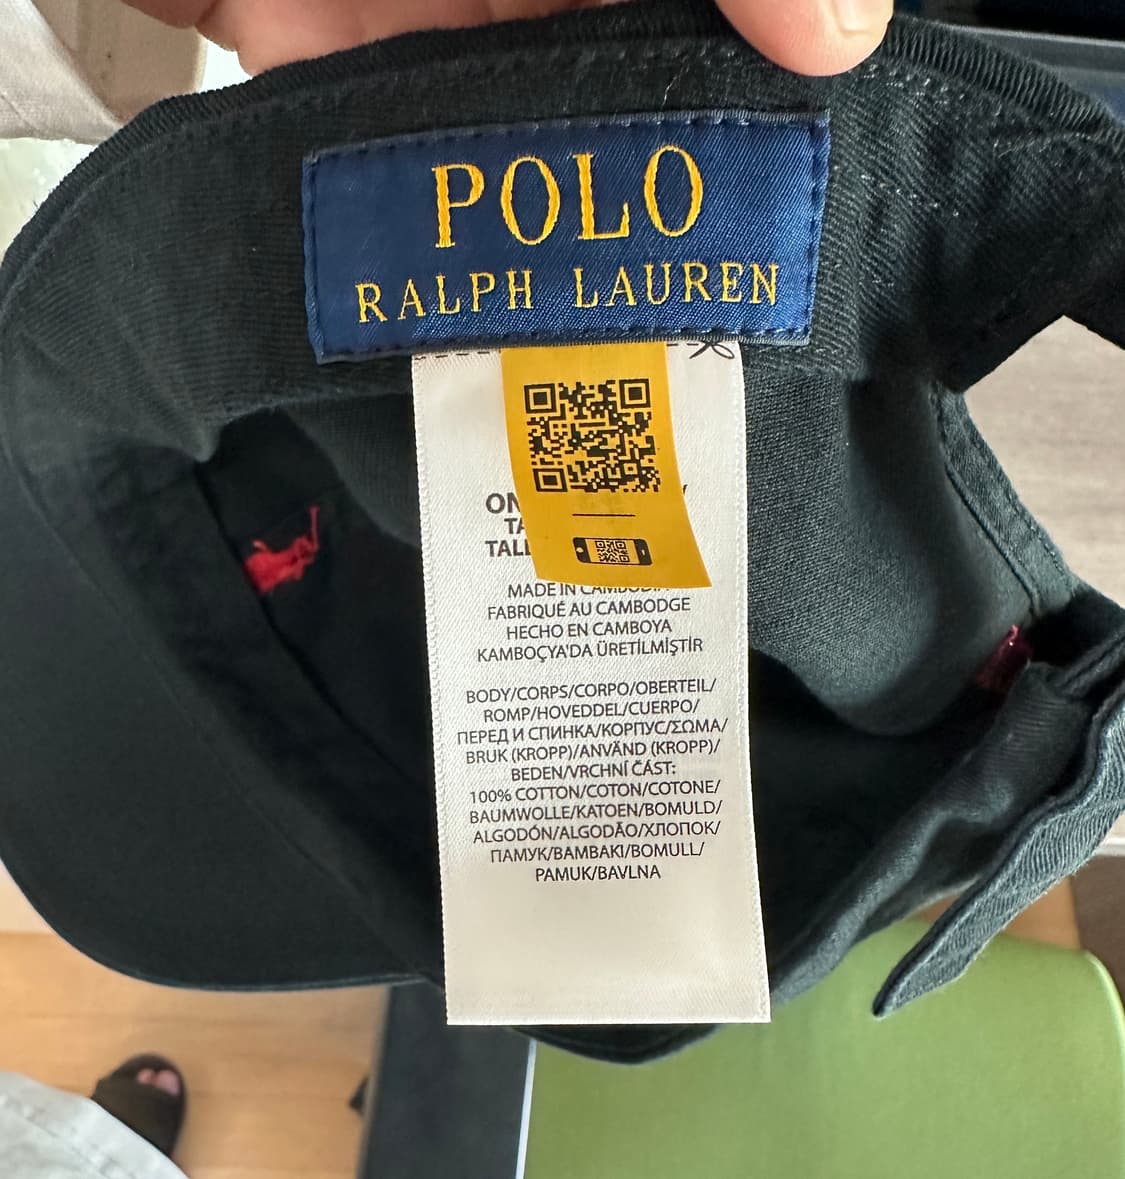 POLO
RALPH LAUREN
MADE IN
FABRIQUÉ AU CAMBODGE
HECHO EN CAMBOYA
KAMBOÇYA'DA ÜRETİLMİŞTİR
BODY/CORPS/CORPO/OBERTEIL/
ROMP/HOVEDDEL/CUERPO/
ПЕРЕД И СПИНКА/КОРПУС/ΣΩΜΑ/
BRUK (KROPP)/ANVÄND (KROPP)/
BEDEN/VRCHNÍ ČÁST:
100% COTTON/COTON/COTONE/
BAUMWOLLE/KATOEN/BOMULD/
ALGODÓN/ALGODÃO/ХЛОПОК/
ПАМУК/ΒΑΜΒΑΚΙ/BOMULL/
PAMUK/BAVLNA